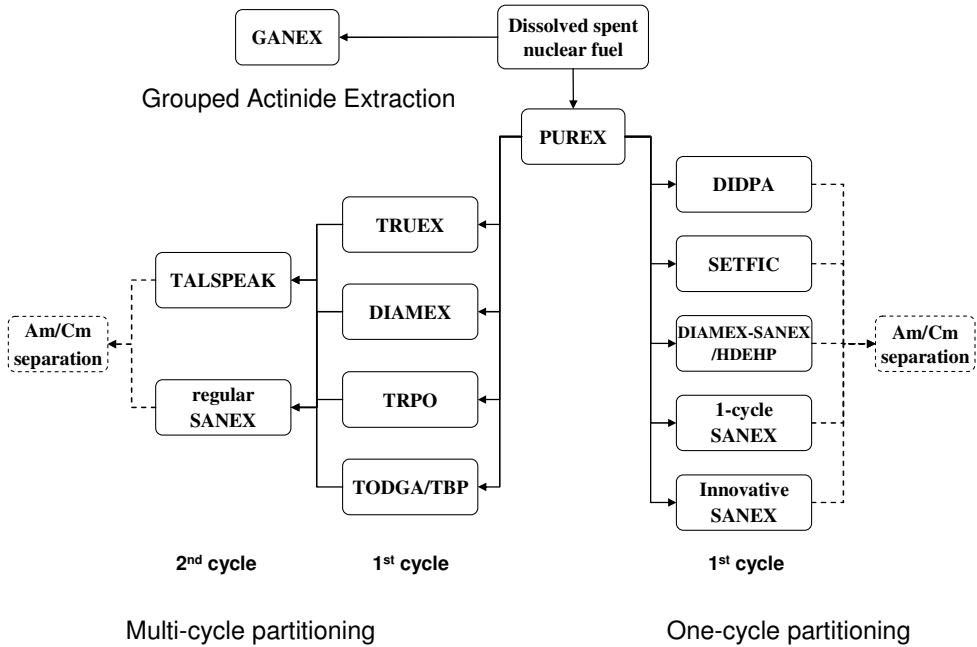 GANEX
Dissolved spent
nuclear fuel
Grouped Actinide Extraction
PUREX
DIDPA
TRUEX
SETFIC
TALSPEAK
DIAMEX
Am/Cm
separation
DIAMEX-SANEX
/HDEHP
Am/Cm
separation
regular
SANEX
TRPO
1-cycle
SANEX
TODGA/TBP
Innovative
SANEX
2nd cycle
1st cycle
1st cycle
Multi-cycle partitioning
One-cycle partitioning